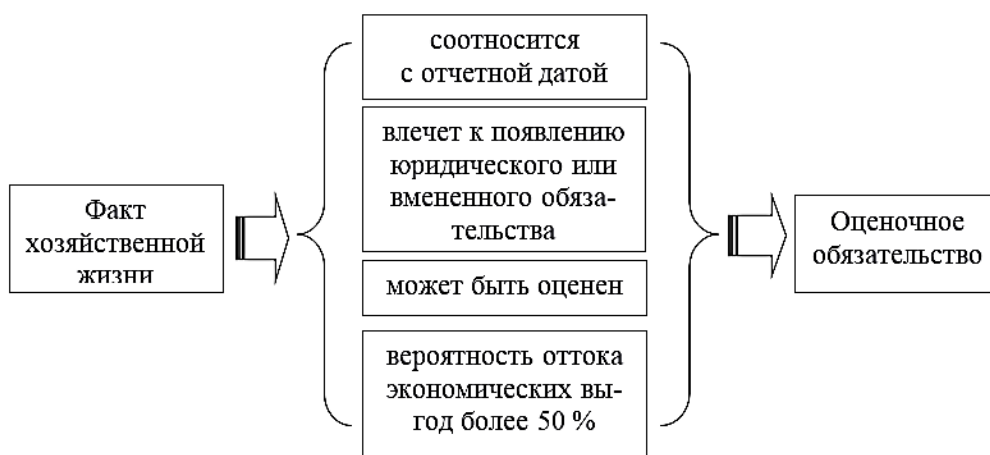 Факт
хозяйственной
жизни
соотносится
с отчетной датой
влечет к появлению
юридического или
вмененного обяза-
тельства
может быть оценен
вероятность оттока
экономических вы-
год более 50 %
Оценочное
обязательство